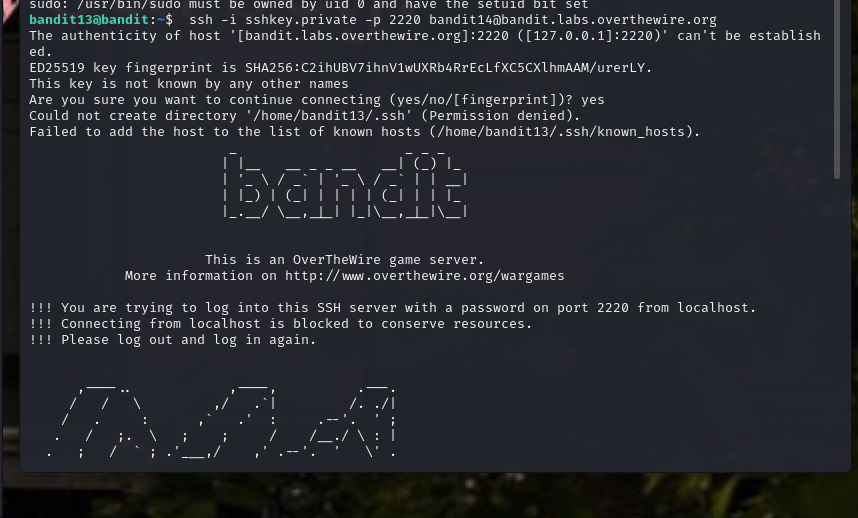 sudo: /usr/bin/sudo must be owned by uid 0 and have the setuid bit set
bandit13@bandit:~$  ssh -i sshkey.private -p 2220 bandit14@bandit.labs.overthewire.org
The authenticity of host '[bandit.labs.overthewire.org]:2220 ([127.0.0.1]:2220)' can't be establish
ed.
ED25519 key fingerprint is SHA256:C2ihUBV7ihnV1wUXRb4RrEcLfXC5CXlhmAAM/urerLY.
This key is not known by any other names
Are you sure you want to continue connecting (yes/no/[fingerprint])? yes
Could not create directory '/home/bandit13/.ssh' (Permission denied).
Failed to add the host to the list of known hosts (/home/bandit13/.ssh/known_hosts).
bandit
This is an OverTheWire game server.
More information on http://www.overthewire.org/wargames
!!! You are trying to log into this SSH server with a password on port 2220 from localhost.
!!! Connecting from localhost is blocked to conserve resources.
!!! Please log out and log in again.